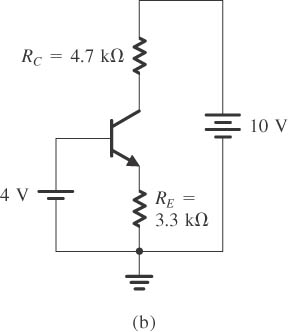 R_C = 4.7 kΩ
10 V
4 V
R_E =
3.3 kΩ
(b)